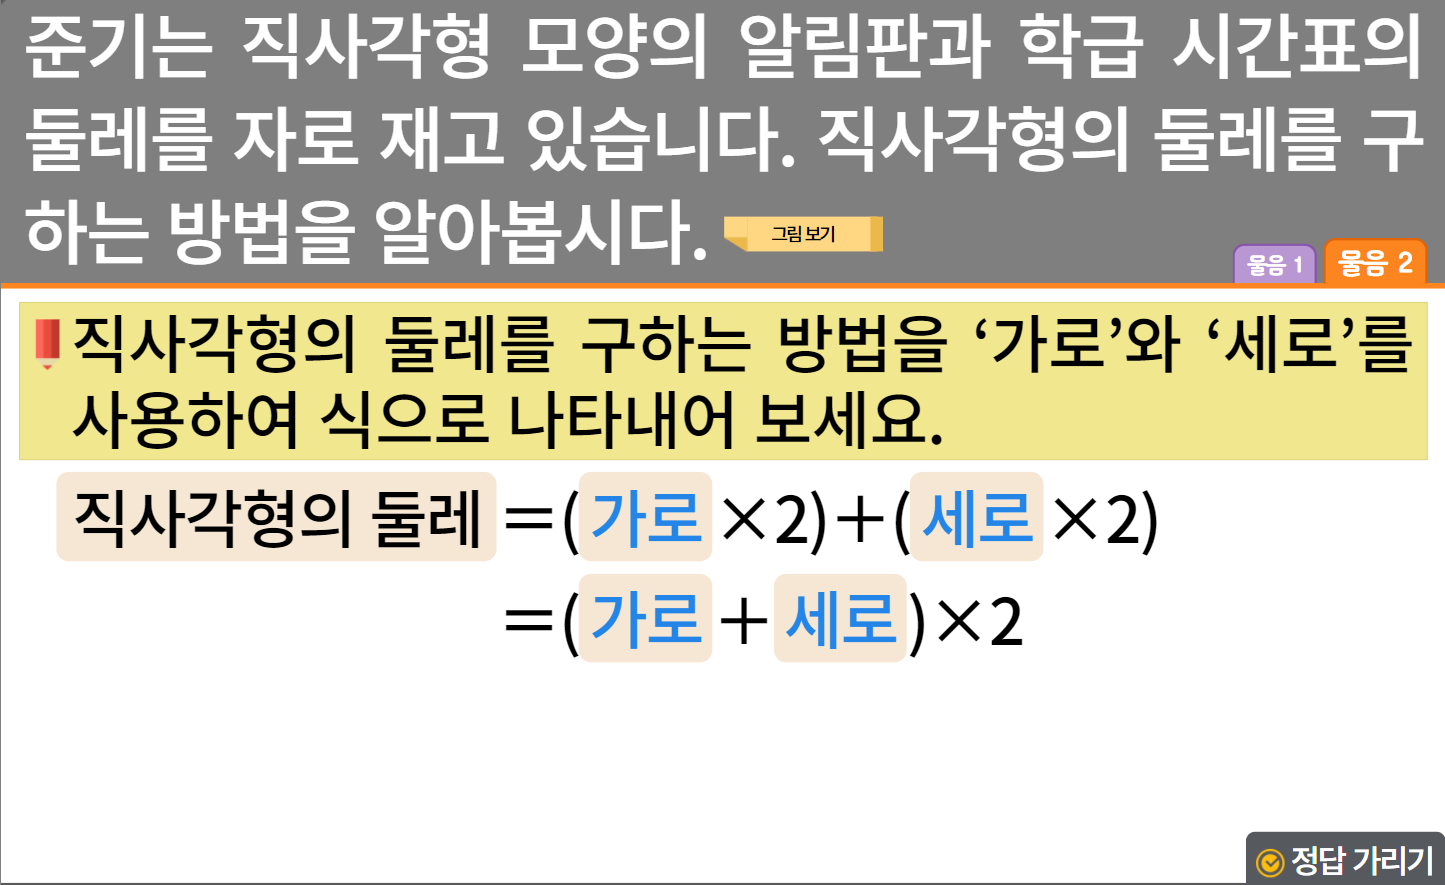 준기는 직사각형 모양의 알림판과 학급 시간표의
둘레를 자로 재고 있습니다. 직사각형의 둘레를 구
하는 방법을 알아봅시다. 그림 보기
물음 1 물음 2
직사각형의 둘레를 구하는 방법을 ‘가로’와 ‘세로’를
사용하여 식으로 나타내어 보세요.
직사각형의 둘레 =(가로×2)+(세로×2)
=(가로+세로)×2
정답 가리기